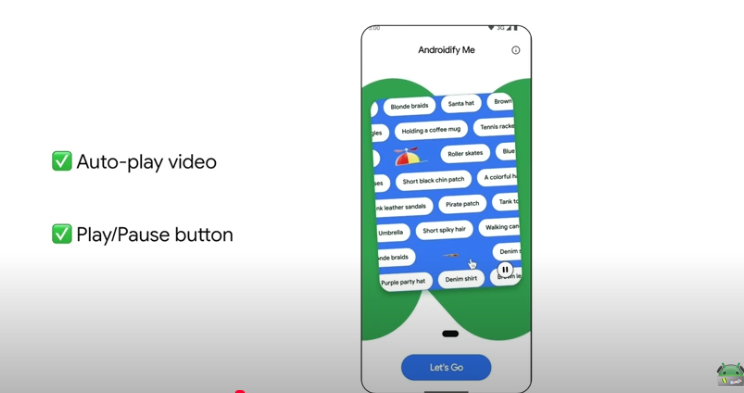 3G
Androidify Me
Blonde braids
Santa hat
Brown
Holding a coffee mug
Tennis racke
Roller skates
Blue
Short black chin patch
A colorful h
nk leather sandals
Pirate patch
Tank to
Umbrella
Short spiky hair
Walking can
nde braids
Denim s
Purple party hat
Denim shirt
Let's Go
✅ Auto-play video
✅ Play/Pause button